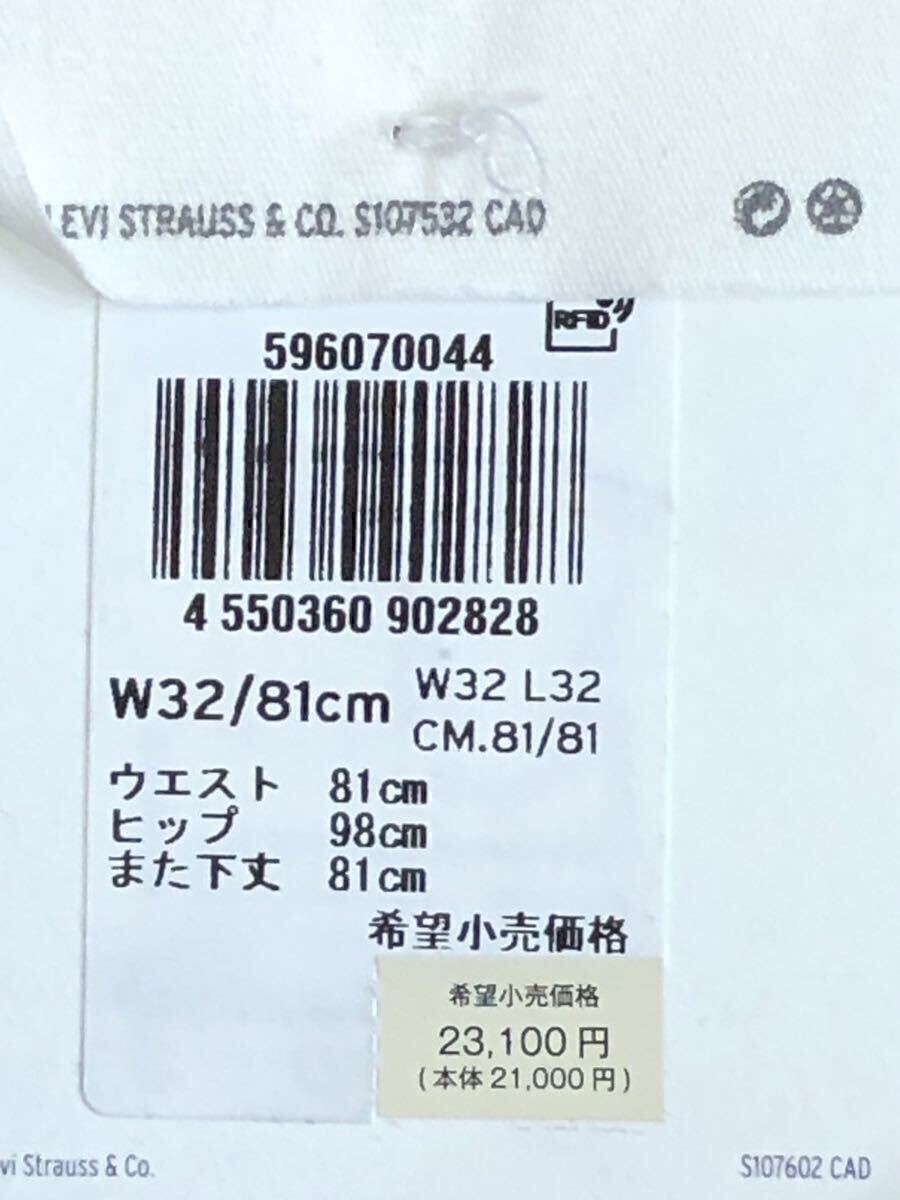 LEVI STRAUSS & CO. S107532 CAD
RFID
596070044
4 550360 902828
W32/81cm
W32 L32
CM.81/81
ウエスト 81cm
ヒップ 98cm
また下丈 81cm
希望小売価格
希望小売価格
23,100円
(本体21,000円)
vi Strauss & Co.
S107602 CAD